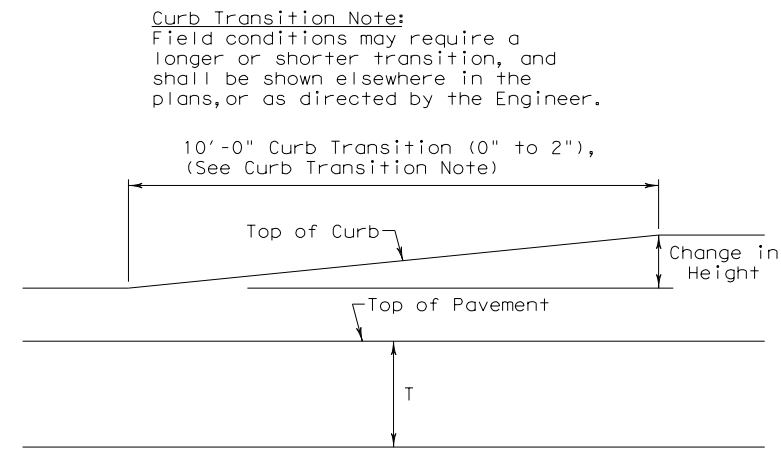 Curb Transition Note:
Field conditions may require a
longer or shorter transition, and
shall be shown elsewhere in the
plans,or as directed by the Engineer.
10'-0" Curb Transition (0" to 2"),
(See Curb Transition Note)
Top of Curb
Change in
Height
Top of Pavement
T